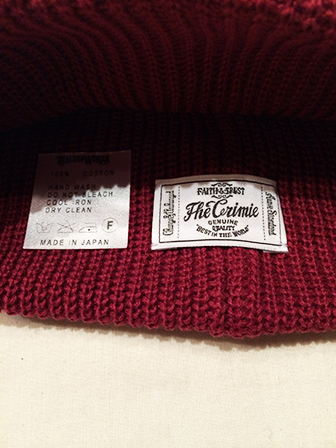 100% COTTON
HAND WASH
DO NOT BLEACH
COOL IRON
DRY CLEAN
F
MADE IN JAPAN
FAITH & TRUST
The Crimie
GENUINE
QUALITY
"BEST IN THE WORLD"